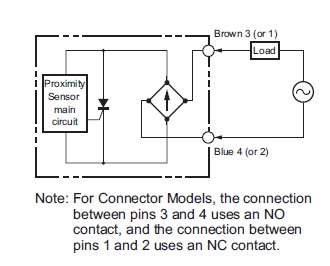 Brown 3 (or 1)
Load
Proximity
Sensor
main
circuit
Blue 4 (or 2)
Note: For Connector Models, the connection
between pins 3 and 4 uses an NO
contact, and the connection between
pins 1 and 2 uses an NC contact.